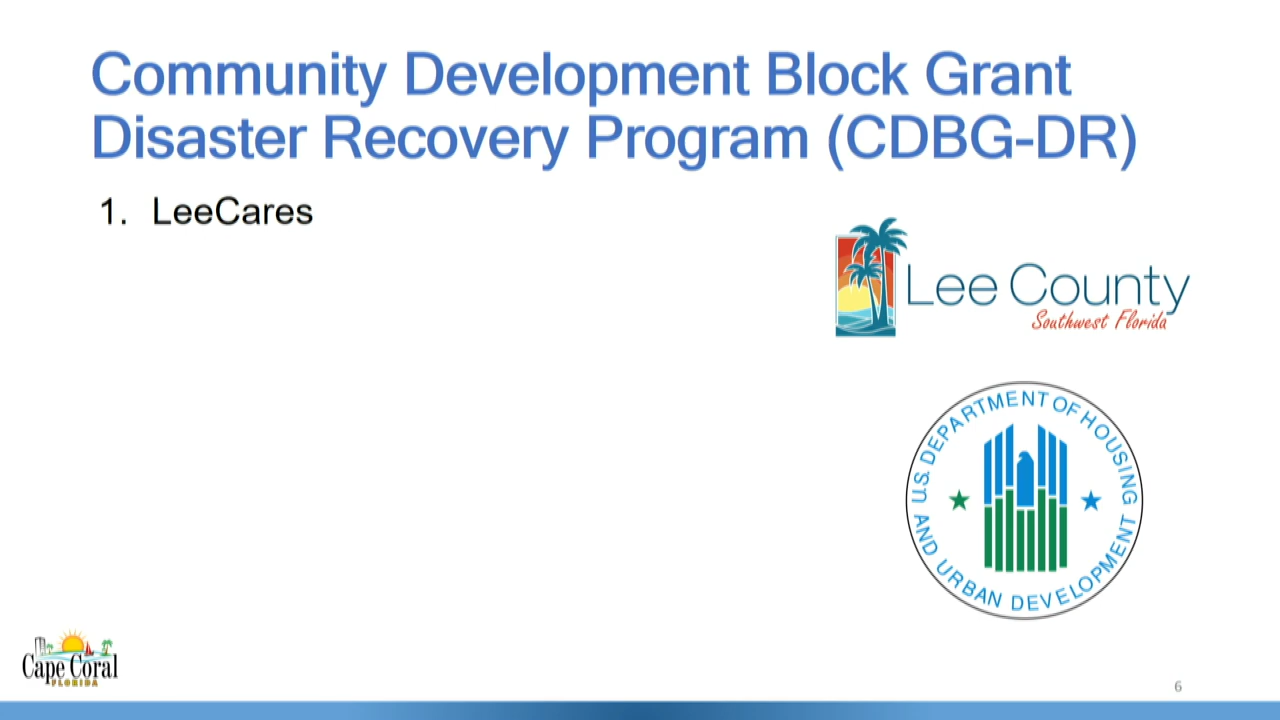 Community Development Block Grant
Disaster Recovery Program (CDBG-DR)
1. LeeCares
Lee County
Southwest Florida
U.S. DEPARTMENT OF HOUSING
AND URBAN DEVELOPMENT
Cape Coral
FLORIDA
6